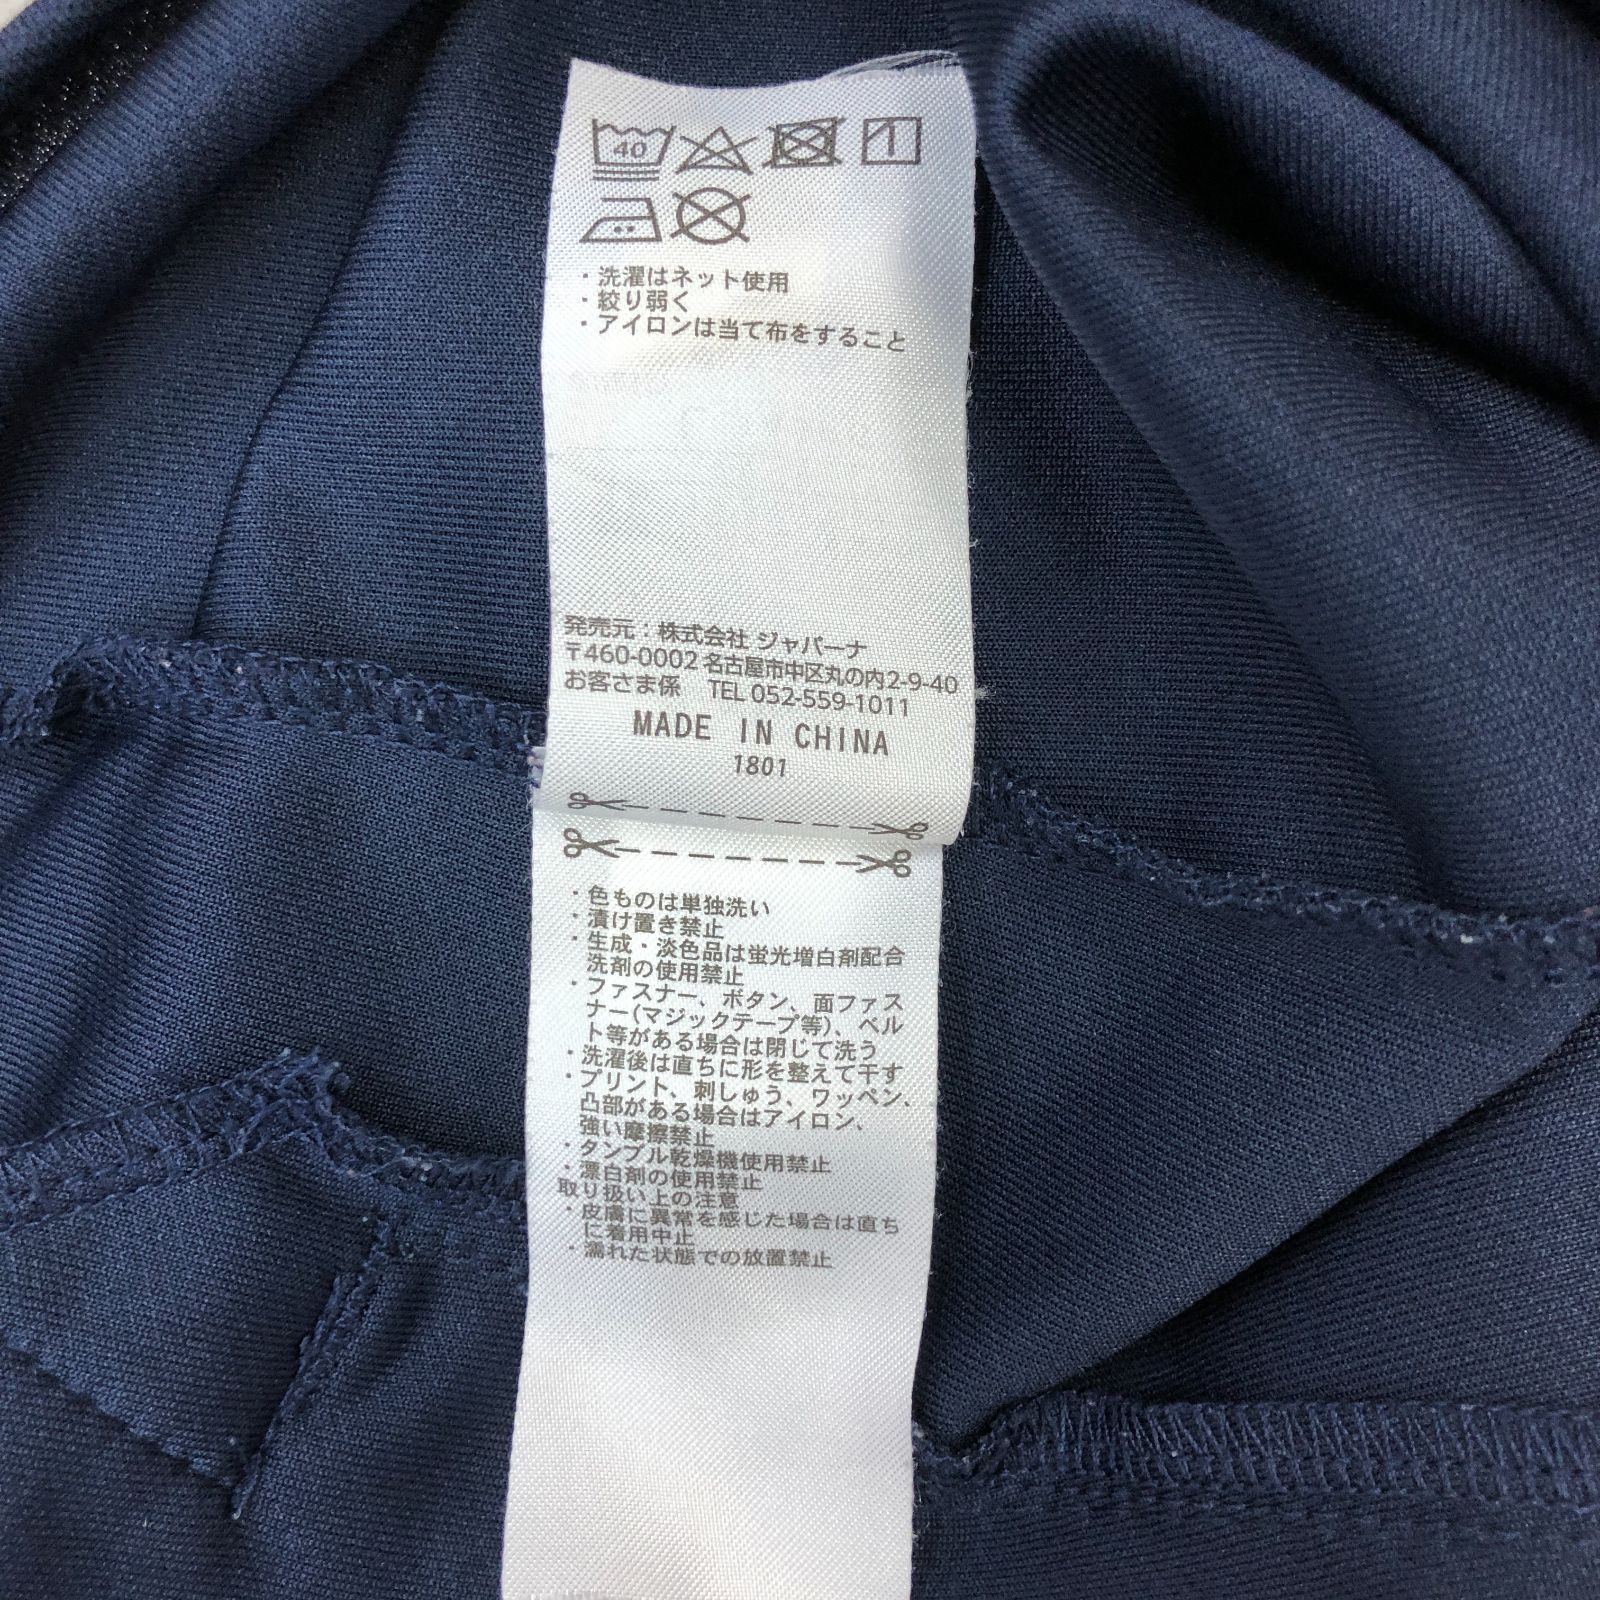 40
1
・洗濯はネット使用
・絞り弱く
・アイロンは当て布をすること
発売元：株式会社 ジャパーナ
〒460-0002 名古屋市中区丸の内2-9-40
お客さま係 TEL 052-559-1011
MADE IN CHINA
1801
・色ものは単独洗い
・漬け置き禁止
・生成・淡色品は蛍光増白剤配合
洗剤の使用禁止
・ファスナー、ボタン、面ファス
ナー(マジックテープ等)、ベル
ト等がある場合は閉じて洗う
・洗濯後は直ちに形を整えて干す
・プリント、刺しゅう、ワッペン、
凸部がある場合はアイロン、
強い摩擦禁止
・タンブル乾燥機使用禁止
・漂白剤の使用禁止
取り扱い上の注意
・皮膚に異常を感じた場合は直ち
に着用中止
・濡れた状態での放置禁止